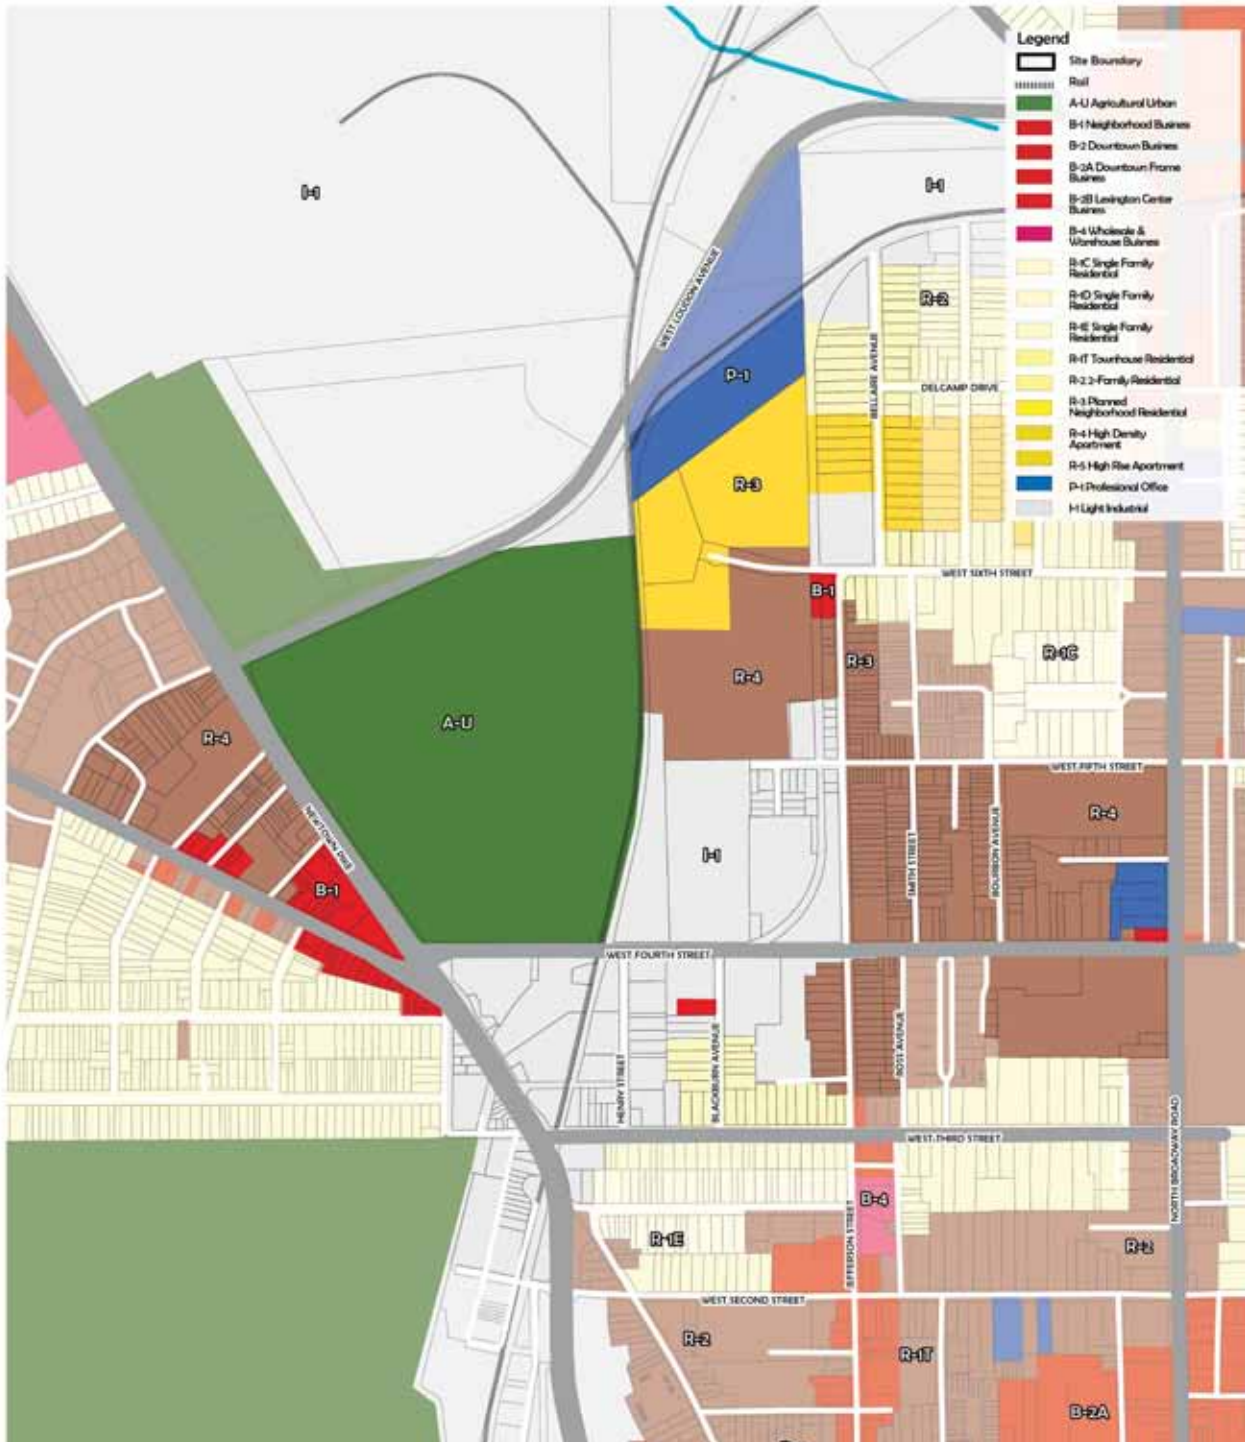 Legend
Site Boundary
Rail
A-U Agricultural Urban
B-1 Neighborhood Business
B-2 Downtown Business
B-2A Downtown Frame
Business
B-2B Lexington Center
Business
B-4 Wholesale &
Warehouse Buisness
R-1C Single Family
Residential
R-1D Single Family
Residential
R-1E Single Family
Residential
R-1T Townhouse Residential
R-2 2-Family Residential
R-3 Planned
Neighborhood Residential
R-4 High Density
Apartment
R-5 High Rise Apartment
P-1 Profesional Office
I-1 Light Industrial
I-1
I-1
WEST LOUDON AVENUE
R-2
BELLAIRE AVENUE
P-1
DELCAMP DRIVE
R-3
WEST SIXTH STREET
B-1
R-1C
R-3
R-4
A-U
R-4
WEST FIFTH STREET
R-4
NEWTOWN PIKE
I-1
SMITH STREET
BOURBON AVENUE
B-1
WEST FOURTH STREET
HENRY STREET
BLACKBURN AVENUE
ROSS AVENUE
WEST THIRD STREET
NORTH BROADWAY ROAD
B-4
JEFFERSON STREET
R-1E
R-2
WEST SECOND STREET
R-2
R-1T
B-2A